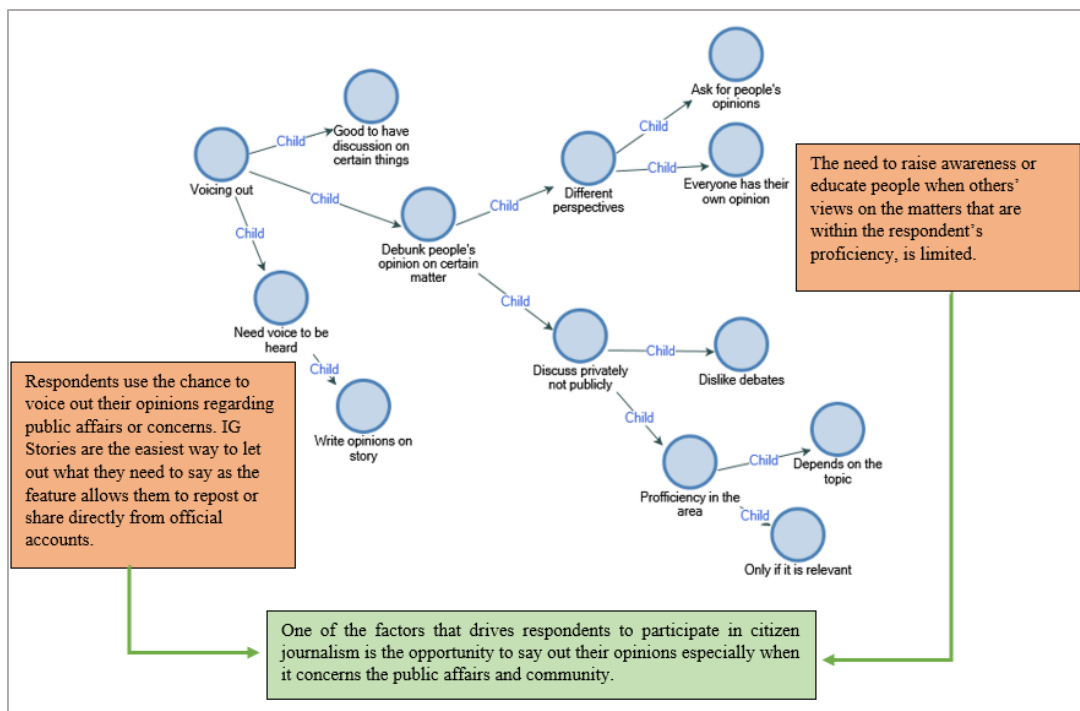 Ask for people's
opinions
Child
Good to have
discussion on
certain things
Child
Voicing out
Child
Different
perspectives
Child
Everyone has their
own opinion
Child
Child
Debunk people's
opinion on certain
matter
The need to raise awareness or
educate people when others'
views on the matters that are
within the respondent's
proficiency, is limited.
Child
Child
Need voice to be
heard
Discuss privately
not publicly
Child
Dislike debates
Child
Write opinions on
story
Respondents use the chance to
voice out their opinions regarding
public affairs or concerns. IG
Stories are the easiest way to let
out what they need to say as the
feature allows them to repost or
share directly from official
accounts.
Child
Profficiency in the
area
Child
Depends on the
topic
Child
Only if it is relevant
One of the factors that drives respondents to participate in citizen
journalism is the opportunity to say out their opinions especially when
it concerns the public affairs and community.